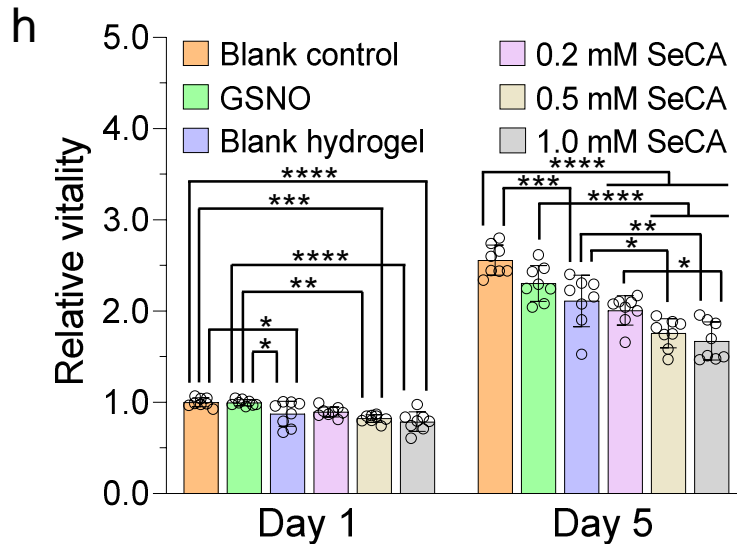 h
Relative vitality
5.0
4.0
3.0
2.0
1.0
0.0
Blank control
GSNO
Blank hydrogel
0.2 mM SeCA
0.5 mM SeCA
1.0 mM SeCA
****
***
****
**
*
*
****
***
****
**
*
*
Day 1
Day 5